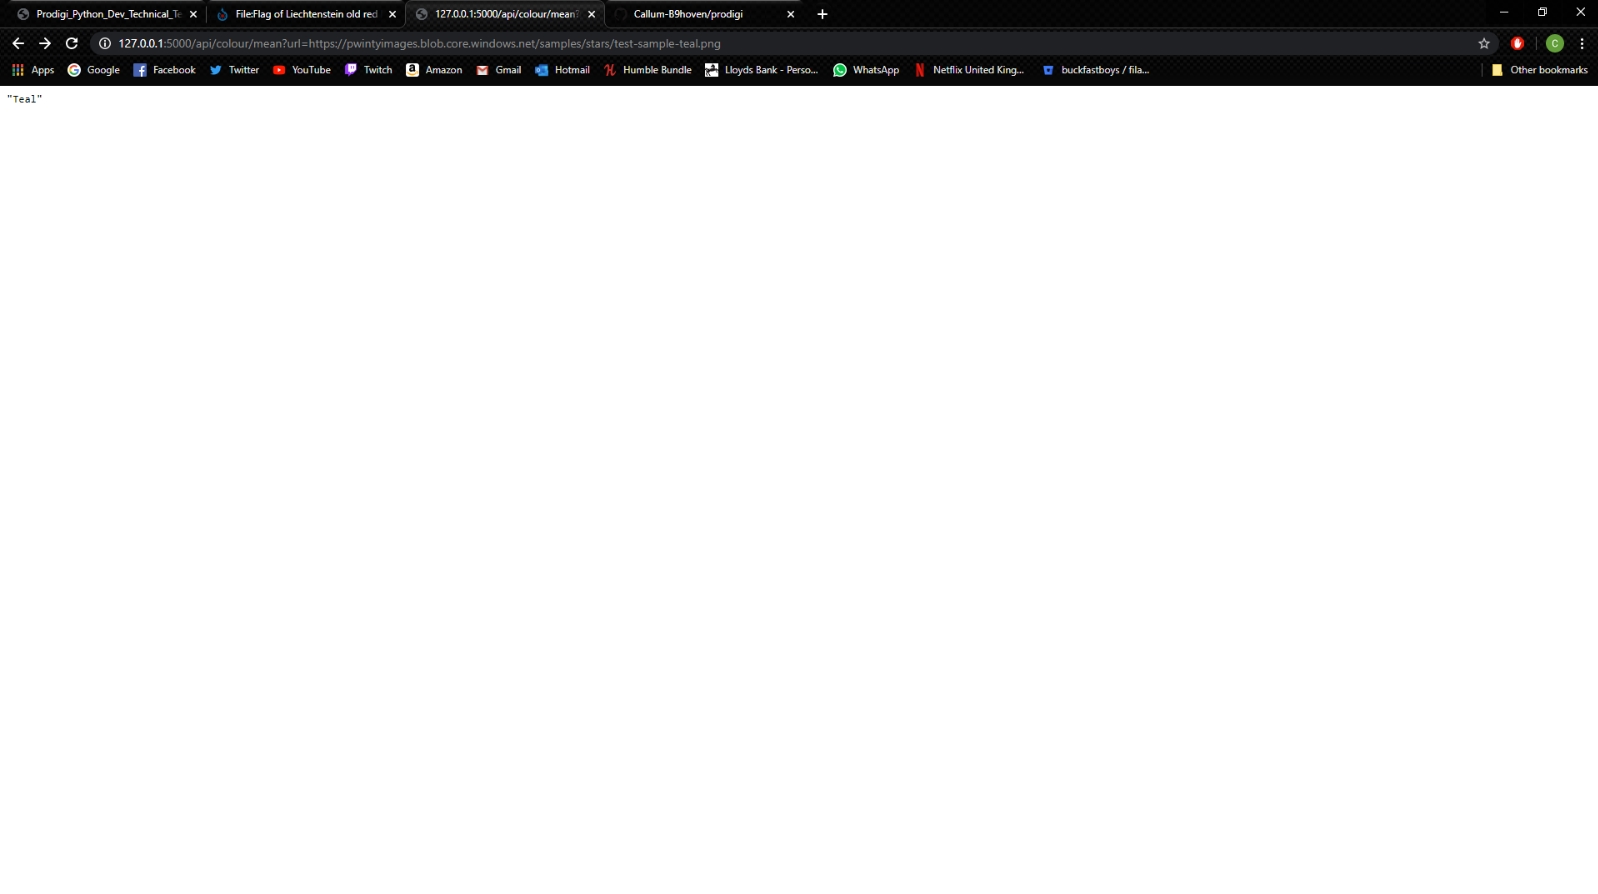 Prodigi_Python_Dev_Technical_Te
File:Flag of Liechtenstein old red
127.0.0.1:5000/api/colour/mean?
Callum-B9hoven/prodigi
127.0.0.1:5000/api/colour/mean?url=https://pwintyimages.blob.core.windows.net/samples/stars/test-sample-teal.png
C
Apps
Google
Facebook
Twitter
YouTube
Twitch
Amazon
Gmail
Hotmail
Humble Bundle
Lloyds Bank - Perso...
WhatsApp
Netflix United King...
buckfastboys / fila...
Other bookmarks
"Teal"